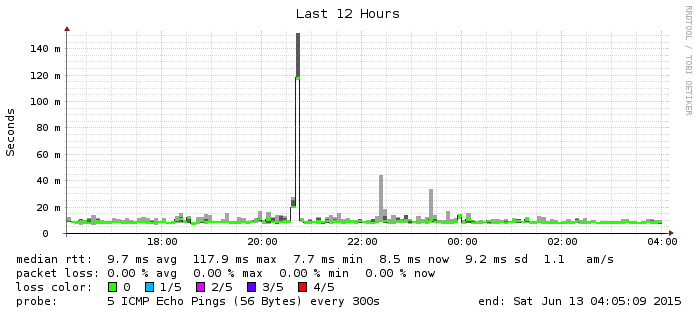 Last 12 Hours
RRDTOOL / TOBI OETIKER
Seconds
140 m
120 m
100 m
80 m
60 m
40 m
20 m
0
18:00 20:00 22:00 00:00 02:00 04:00
median rtt: 9.7 ms avg 117.9 ms max 7.7 ms min 8.5 ms now 9.2 ms sd 1.1 am/s
packet loss: 0.00 % avg 0.00 % max 0.00 % min 0.00 % now
loss color: 0 1/5 2/5 3/5 4/5
probe: 5 ICMP Echo Pings (56 Bytes) every 300s end: Sat Jun 13 04:05:09 2015